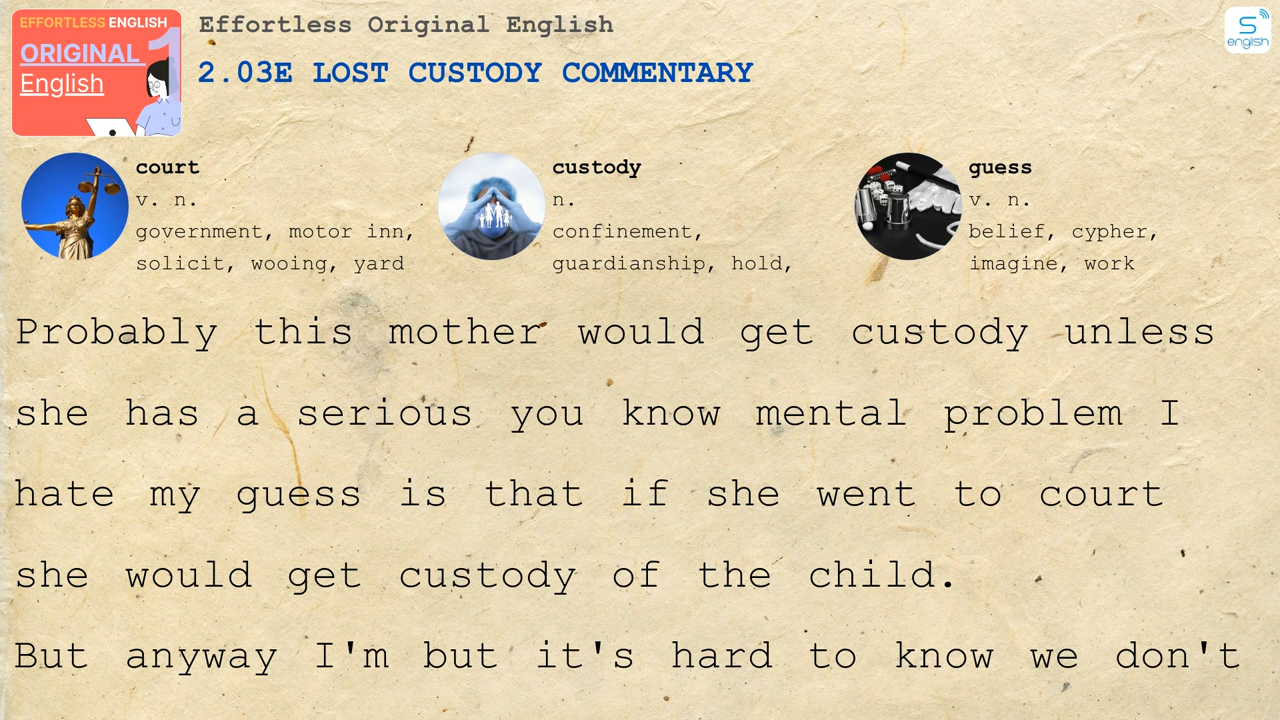 EFFORTLESS ENGLISH
ORIGINAL 1
English
Effortless Original English
2.03E LOST CUSTODY COMMENTARY
S
english
court
v. n.
government, motor inn,
solicit, wooing, yard
custody
n.
confinement,
guardianship, hold,
guess
v. n.
belief, cypher,
imagine, work
Probably this mother would get custody unless
she has a serious you know mental problem I
hate my guess is that if she went to court
she would get custody of the child.
But anyway I'm but it's hard to know we don't